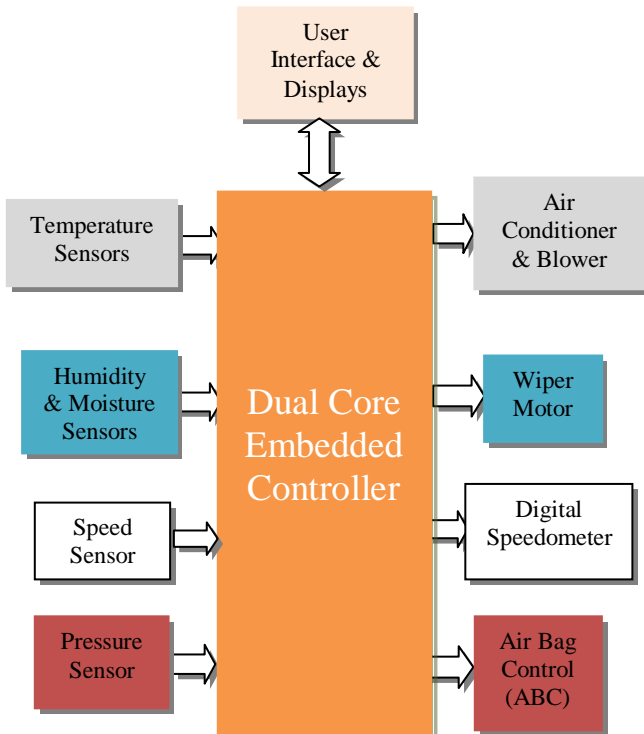 User
Interface &
Displays
Temperature
Sensors
Air
Conditioner
& Blower
Humidity
& Moisture
Sensors
Dual Core
Embedded
Controller
Wiper
Motor
Speed
Sensor
Digital
Speedometer
Pressure
Sensor
Air Bag
Control
(ABC)